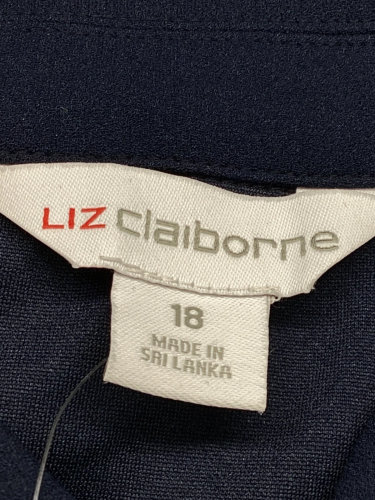 LIZ claiborne
18
MADE IN
SRI LANKA